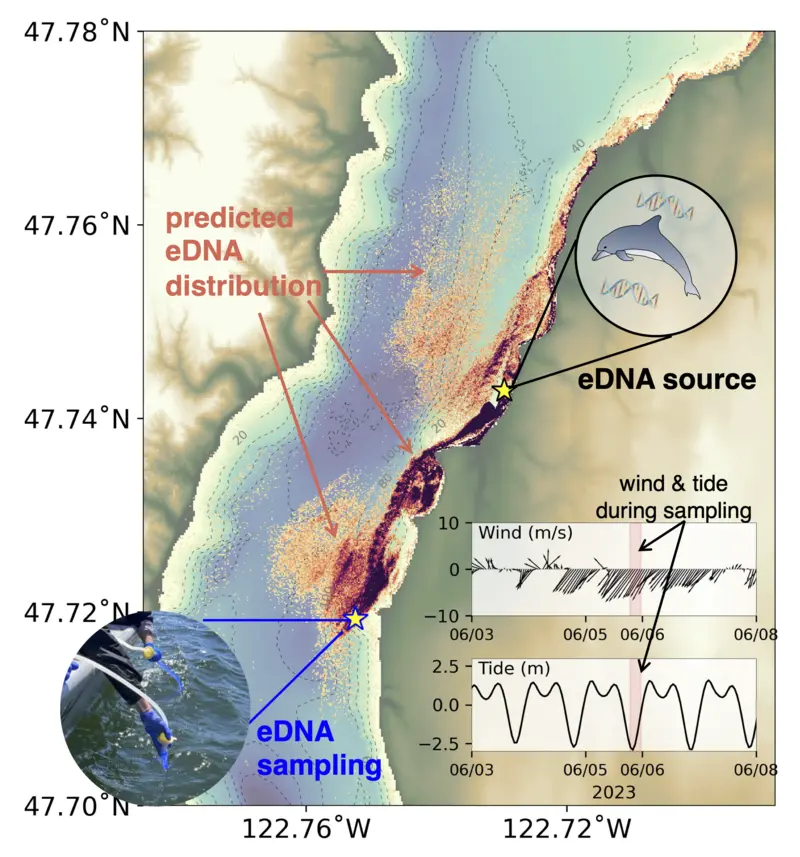 47.78°N
47.76°N
47.74°N
47.72°N
47.70°N
122.76°W
122.72°W
predicted
eDNA
distribution
eDNA source
eDNA
sampling
40
40
20
20
wind & tide
during sampling
Wind (m/s)
10
0
−10
06/03
06/05
06/06
06/08
Tide (m)
2.5
0.0
−2.5
06/03
06/05
06/06
06/08
2023